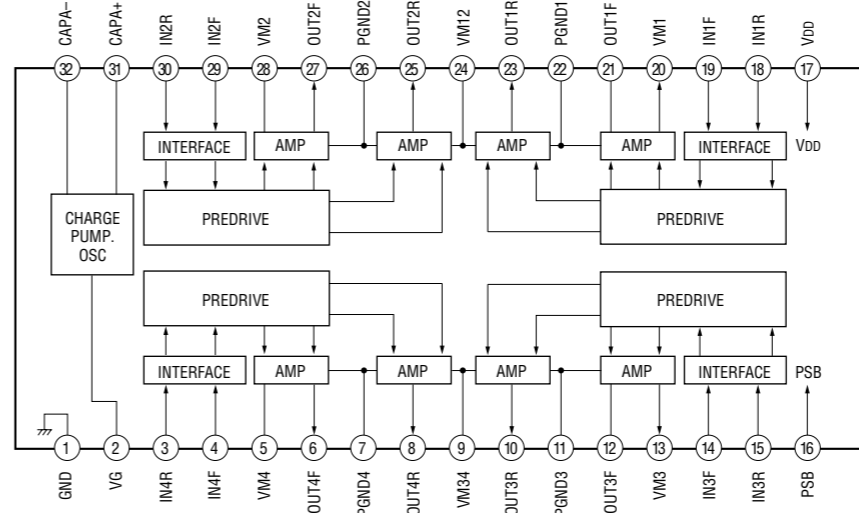 CAPA−
CAPA+
IN2R
IN2F
VM2
OUT2F
PGND2
OUT2R
VM12
OUT1R
PGND1
OUT1F
VM1
IN1F
IN1R
VDD
32
31
30
29
28
27
26
25
24
23
22
21
20
19
18
17
INTERFACE
AMP
AMP
AMP
AMP
INTERFACE
VDD
CHARGE
PUMP.
OSC
PREDRIVE
PREDRIVE
PREDRIVE
PREDRIVE
INTERFACE
AMP
AMP
AMP
AMP
INTERFACE
PSB
1
2
3
4
5
6
7
8
9
10
11
12
13
14
15
16
GND
VG
IN4R
IN4F
VM4
OUT4F
PGND4
OUT4R
VM34
OUT3R
PGND3
OUT3F
VM3
IN3F
IN3R
PSB